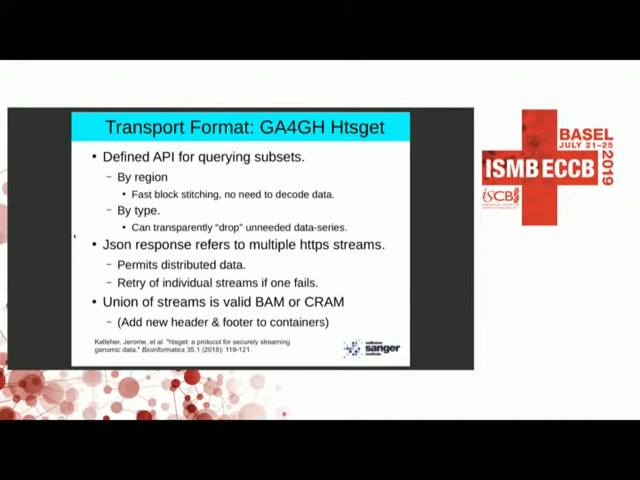 Transport Format: GA4GH Htsget
• Defined API for querying subsets.
– By region
• Fast block stitching, no need to decode data.
– By type.
• Can transparently "drop" unneeded data-series.
• Json response refers to multiple https streams.
– Permits distributed data.
– Retry of individual streams if one fails.
• Union of streams is valid BAM or CRAM
– (Add new header & footer to containers)
Kelleher, Jerome, et al. "htsget: a protocol for securely streaming
genomic data." Bioinformatics 35.1 (2018): 119-121.
wellcome
sanger
institute
BASEL
JULY 21–25
2019
ISMB ECCB
ISCB